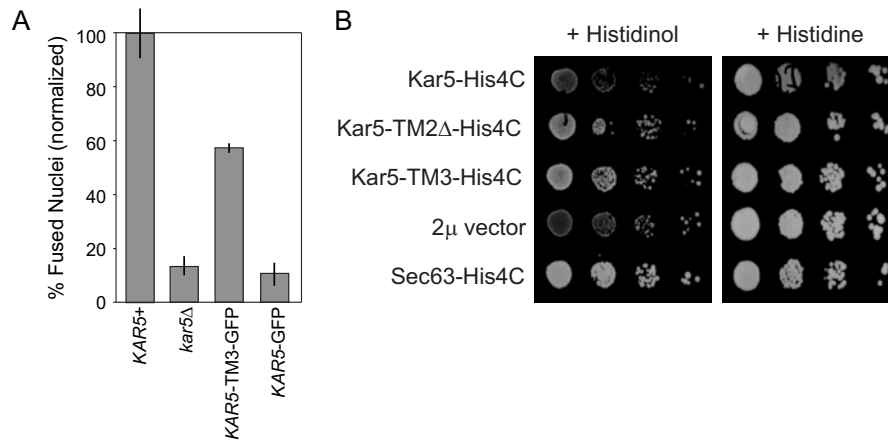 A
% Fused Nuclei (normalized)
100
80
60
40
20
0
KAR5+
kar5Δ
KAR5-TM3-GFP
KAR5-GFP
B
+ Histidinol
+ Histidine
Kar5-His4C
Kar5-TM2Δ-His4C
Kar5-TM3-His4C
2μ vector
Sec63-His4C